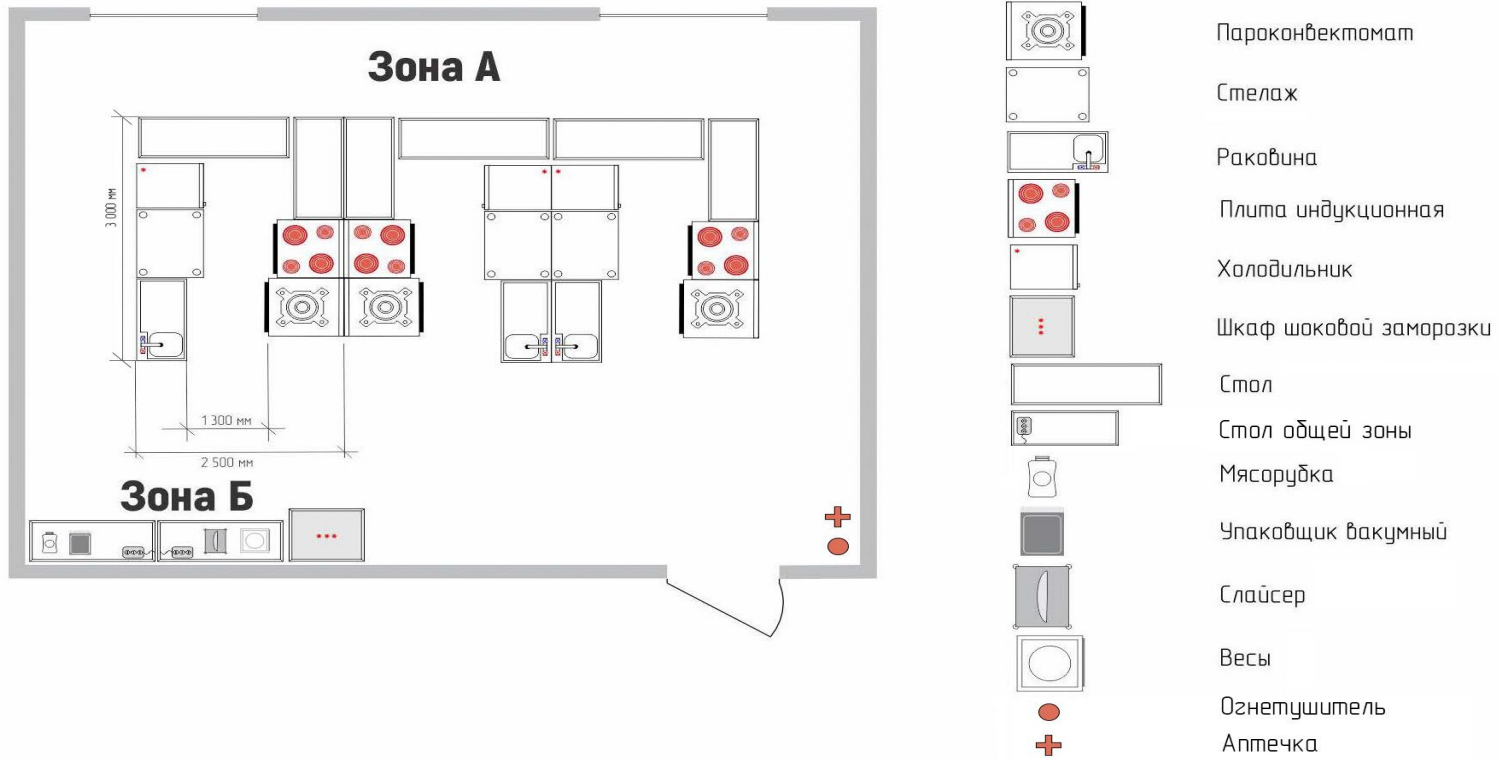 Зона А
3 000 мм
1 300 мм
2 500 мм
Зона Б
Пароконвектомат
Стелаж
Раковина
Плита индукционная
Холодильник
Шкаф шоковой заморозки
Стол
Стол общей зоны
Мясорубка
Упаковщик вакумный
Слайсер
Весы
Огнетушитель
Аптечка